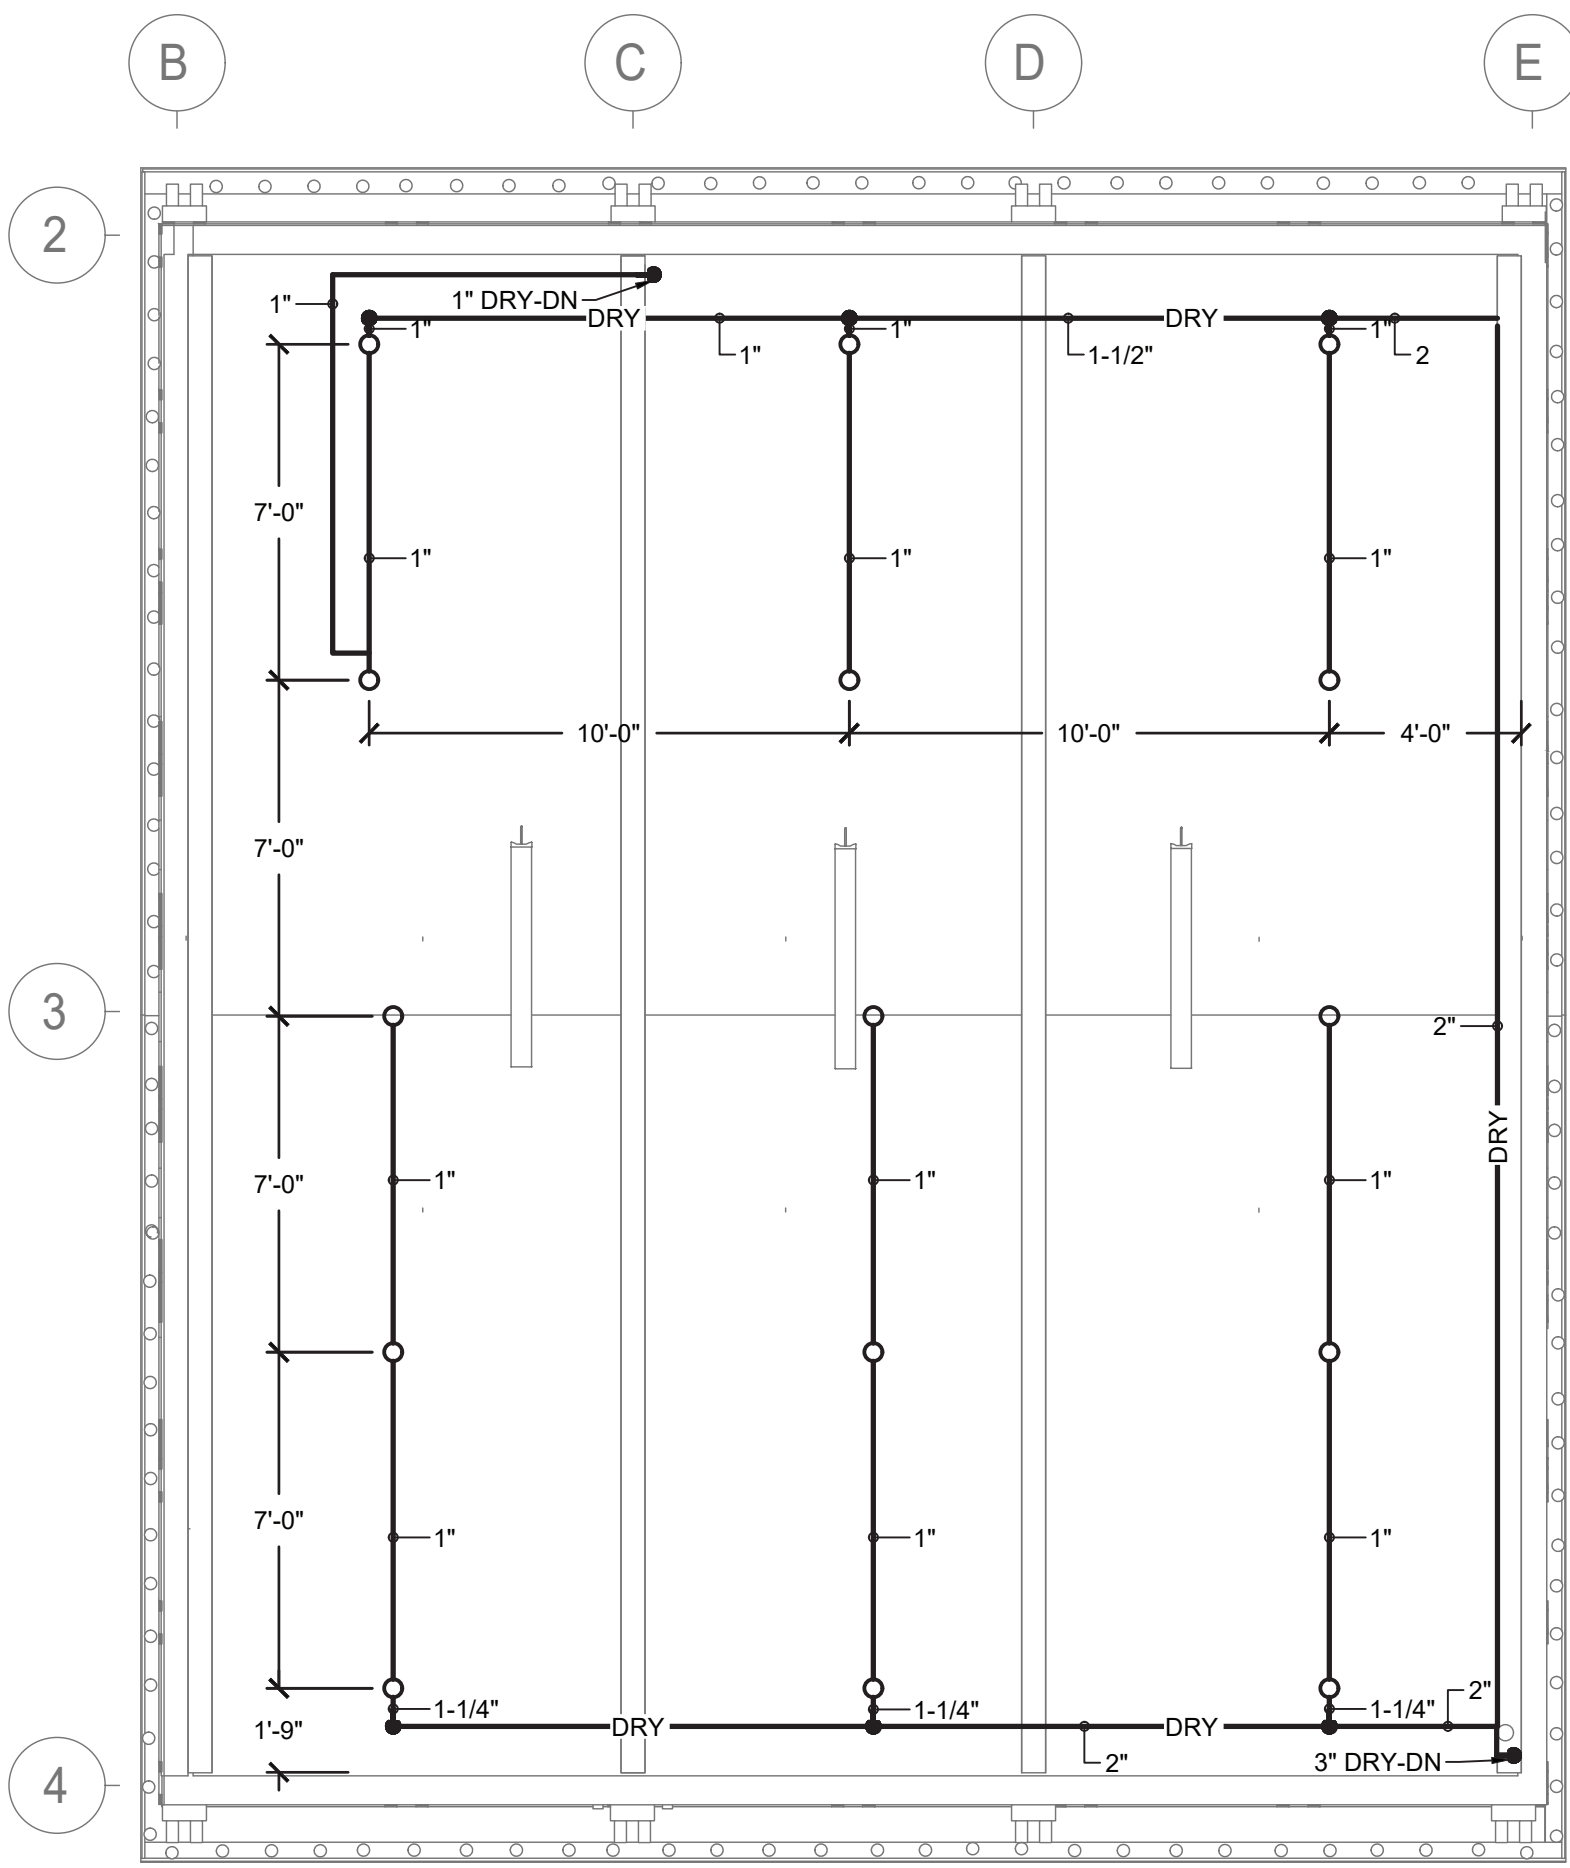 B C D E
2
1"
1" DRY-DN
DRY
DRY
1" 1" 1"
1" 1-1/2" 2
7'-0"
1" 1" 1"
10'-0" 10'-0" 4'-0"
7'-0"
3
2"
DRY
7'-0"
1" 1" 1"
7'-0"
1" 1" 1"
1'-9"
1-1/4" 1-1/4" 1-1/4" 2"
DRY DRY
2"
3" DRY-DN
4